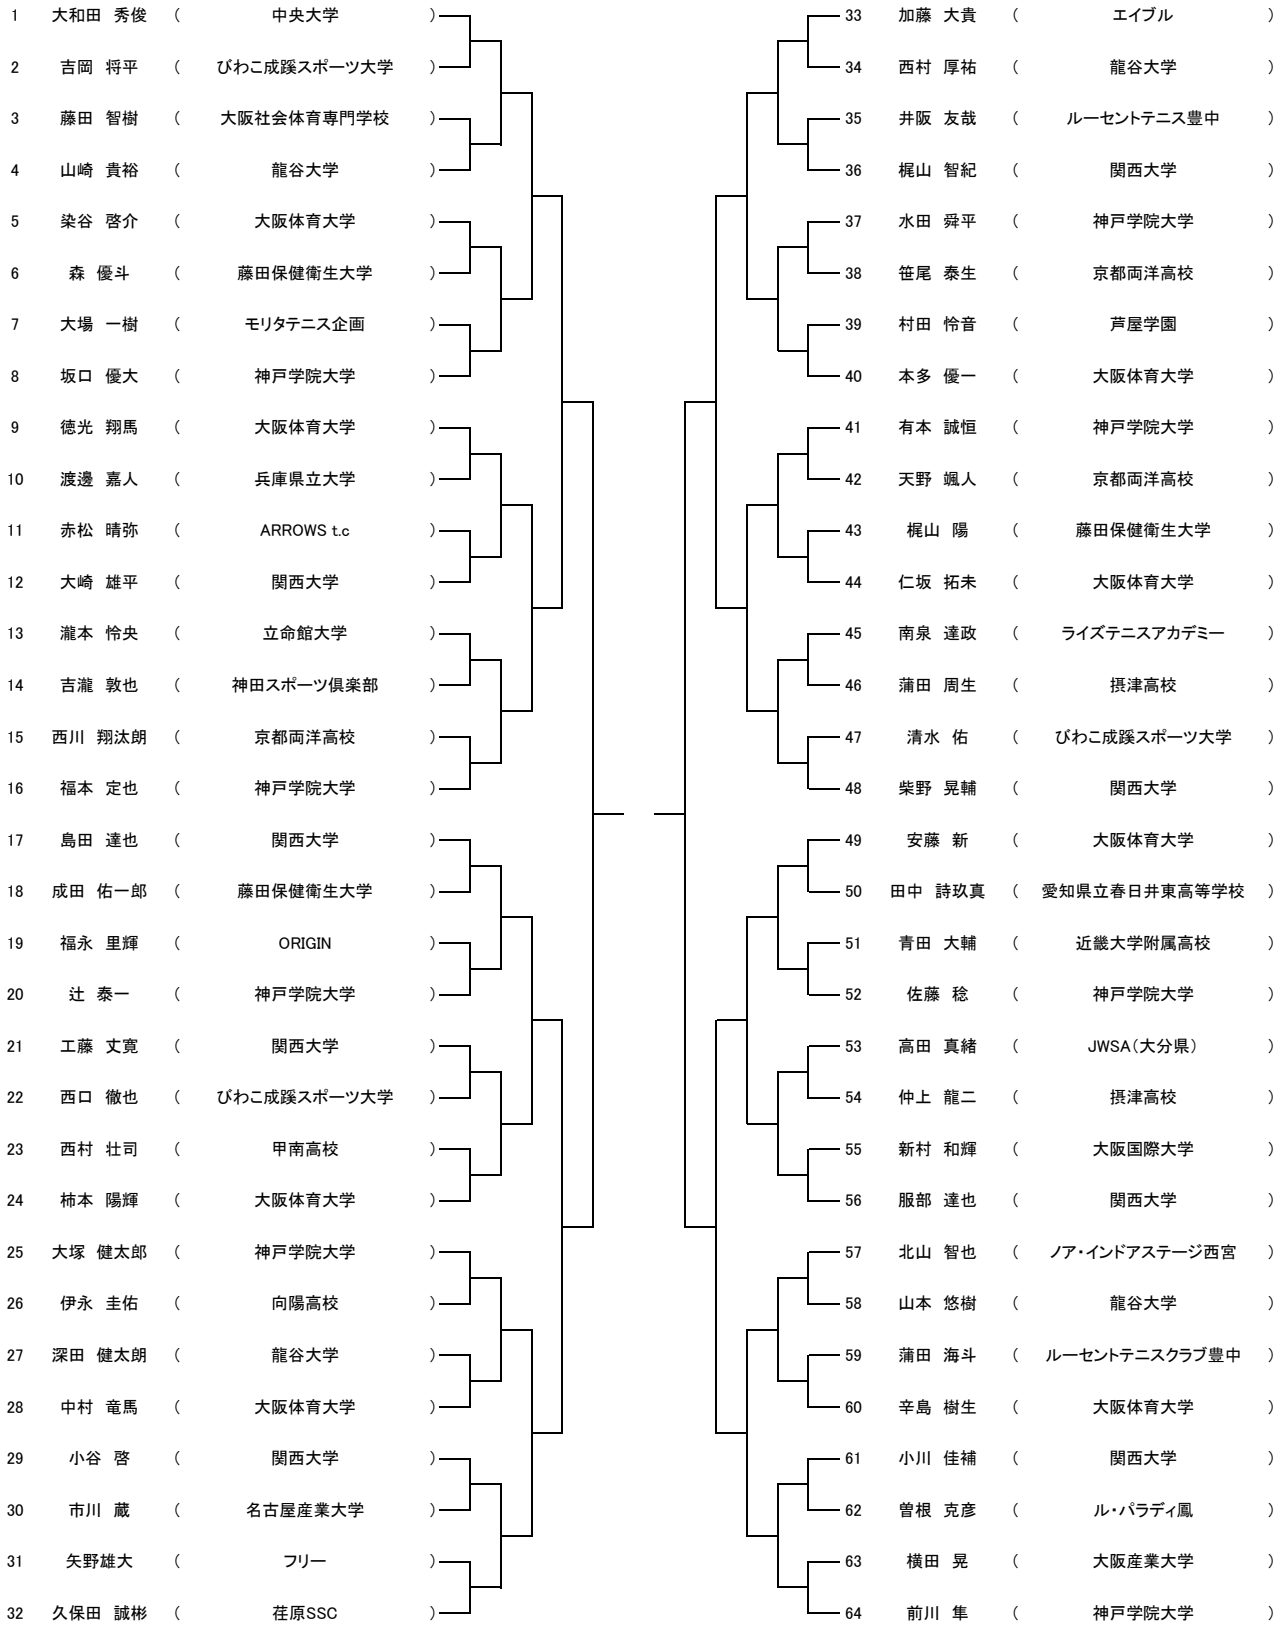 1 大和田 秀俊 ( 中央大学 )
2 吉岡 将平 ( びわこ成蹊スポーツ大学 )
3 藤田 智樹 ( 大阪社会体育専門学校 )
4 山崎 貴裕 ( 龍谷大学 )
5 染谷 啓介 ( 大阪体育大学 )
6 森 優斗 ( 藤田保健衛生大学 )
7 大場 一樹 ( モリタテニス企画 )
8 坂口 優大 ( 神戸学院大学 )
9 徳光 翔馬 ( 大阪体育大学 )
10 渡邊 嘉人 ( 兵庫県立大学 )
11 赤松 晴弥 ( ARROWS t.c )
12 大崎 雄平 ( 関西大学 )
13 瀧本 怜央 ( 立命館大学 )
14 吉瀧 敦也 ( 神田スポーツ倶楽部 )
15 西川 翔汰朗 ( 京都両洋高校 )
16 福本 定也 ( 神戸学院大学 )
17 島田 達也 ( 関西大学 )
18 成田 佑一郎 ( 藤田保健衛生大学 )
19 福永 里輝 ( ORIGIN )
20 辻 泰一 ( 神戸学院大学 )
21 工藤 丈寛 ( 関西大学 )
22 西口 徹也 ( びわこ成蹊スポーツ大学 )
23 西村 壮司 ( 甲南高校 )
24 柿本 陽輝 ( 大阪体育大学 )
25 大塚 健太郎 ( 神戸学院大学 )
26 伊永 圭佑 ( 向陽高校 )
27 深田 健太朗 ( 龍谷大学 )
28 中村 竜馬 ( 大阪体育大学 )
29 小谷 啓 ( 関西大学 )
30 市川 蔵 ( 名古屋産業大学 )
31 矢野雄大 ( フリー )
32 久保田 誠彬 ( 荏原SSC )
33 加藤 大貴 ( エイブル )
34 西村 厚祐 ( 龍谷大学 )
35 井阪 友哉 ( ルーセントテニス豊中 )
36 梶山 智紀 ( 関西大学 )
37 水田 舜平 ( 神戸学院大学 )
38 笹尾 泰生 ( 京都両洋高校 )
39 村田 怜音 ( 芦屋学園 )
40 本多 優一 ( 大阪体育大学 )
41 有本 誠恒 ( 神戸学院大学 )
42 天野 颯人 ( 京都両洋高校 )
43 梶山 陽 ( 藤田保健衛生大学 )
44 仁坂 拓未 ( 大阪体育大学 )
45 南泉 達政 ( ライズテニスアカデミー )
46 蒲田 周生 ( 摂津高校 )
47 清水 佑 ( びわこ成蹊スポーツ大学 )
48 柴野 晃輔 ( 関西大学 )
49 安藤 新 ( 大阪体育大学 )
50 田中 詩玖真 ( 愛知県立春日井東高等学校 )
51 青田 大輔 ( 近畿大学附属高校 )
52 佐藤 稔 ( 神戸学院大学 )
53 高田 真緒 ( JWSA(大分県) )
54 仲上 龍二 ( 摂津高校 )
55 新村 和輝 ( 大阪国際大学 )
56 服部 達也 ( 関西大学 )
57 北山 智也 ( ノア・インドアステージ西宮 )
58 山本 悠樹 ( 龍谷大学 )
59 蒲田 海斗 ( ルーセントテニスクラブ豊中 )
60 辛島 樹生 ( 大阪体育大学 )
61 小川 佳補 ( 関西大学 )
62 曽根 克彦 ( ル・パラディ鳳 )
63 横田 晃 ( 大阪産業大学 )
64 前川 隼 ( 神戸学院大学 )